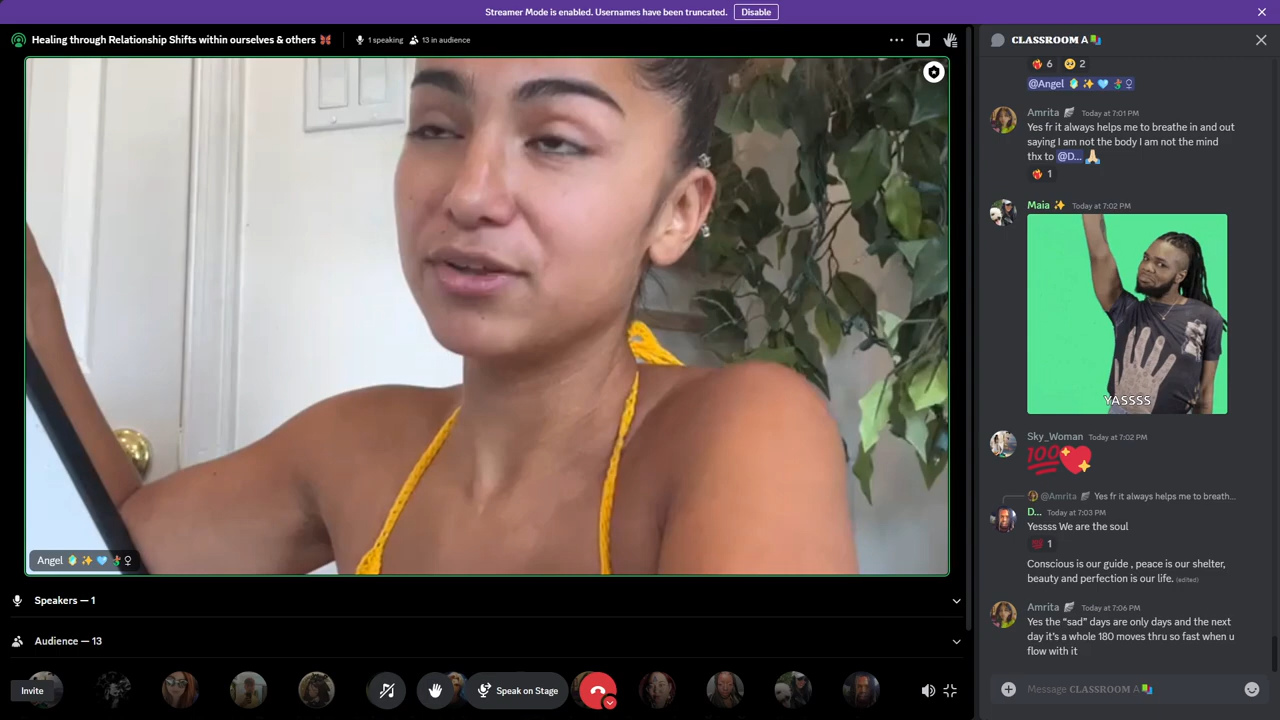 Streamer Mode is enabled. Usernames have been truncated. Disable
Healing through Relationship Shifts within ourselves & others
1 speaking
13 in audience
Angel
Speakers — 1
Audience — 13
Invite
Speak on Stage
CLASSROOM A
6 2
@Angel
Amrita Today at 7:01 PM
Yes fr it always helps me to breathe in and out
saying I am not the body I am not the mind
thx to @D...
1
Maia Today at 7:02 PM
YASSSS
Sky_Woman Today at 7:02 PM
100
@Amrita Yes fr it always helps me to breath...
D... Today at 7:03 PM
Yessss We are the soul
1
Conscious is our guide , peace is our shelter,
beauty and perfection is our life. (edited)
Amrita Today at 7:06 PM
Yes the “sad” days are only days and the next
day it’s a whole 180 moves thru so fast when u
flow with it
Message CLASSROOM A